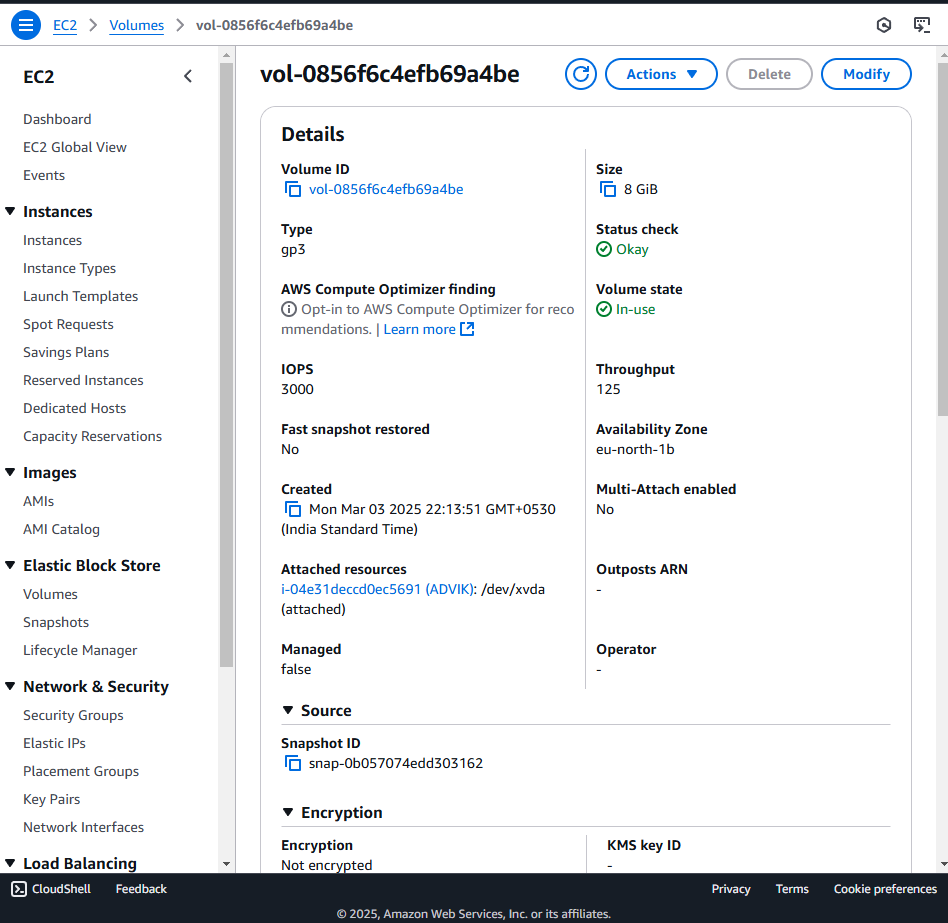 EC2 > Volumes > vol-0856f6c4efb69a4be
EC2
Dashboard
EC2 Global View
Events
Instances
Instances
Instance Types
Launch Templates
Spot Requests
Savings Plans
Reserved Instances
Dedicated Hosts
Capacity Reservations
Images
AMIs
AMI Catalog
Elastic Block Store
Volumes
Snapshots
Lifecycle Manager
Network & Security
Security Groups
Elastic IPs
Placement Groups
Key Pairs
Network Interfaces
Load Balancing
vol-0856f6c4efb69a4be
Actions
Delete
Modify
Details
Volume ID
vol-0856f6c4efb69a4be
Size
8 GiB
Type
gp3
Status check
Okay
AWS Compute Optimizer finding
Opt-in to AWS Compute Optimizer for reco
mmendations. | Learn more
Volume state
In-use
IOPS
3000
Throughput
125
Fast snapshot restored
No
Availability Zone
eu-north-1b
Created
Mon Mar 03 2025 22:13:51 GMT+0530
(India Standard Time)
Multi-Attach enabled
No
Attached resources
i-04e31deccd0ec5691 (ADVIK): /dev/xvda
(attached)
Outposts ARN
-
Managed
false
Operator
-
Source
Snapshot ID
snap-0b057074edd303162
Encryption
Encryption
Not encrypted
KMS key ID
-
CloudShell
Feedback
Privacy
Terms
Cookie preferences
© 2025, Amazon Web Services, Inc. or its affiliates.